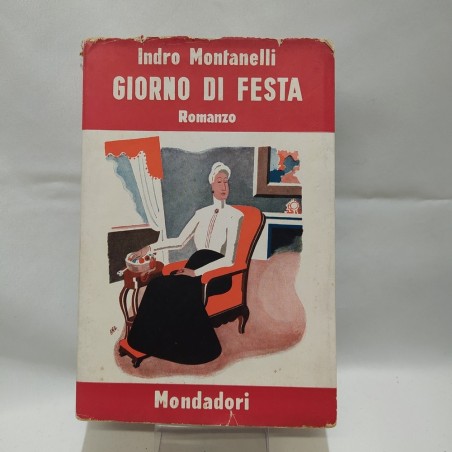 Indro Montanelli
GIORNO DI FESTA
Romanzo
Mondadori